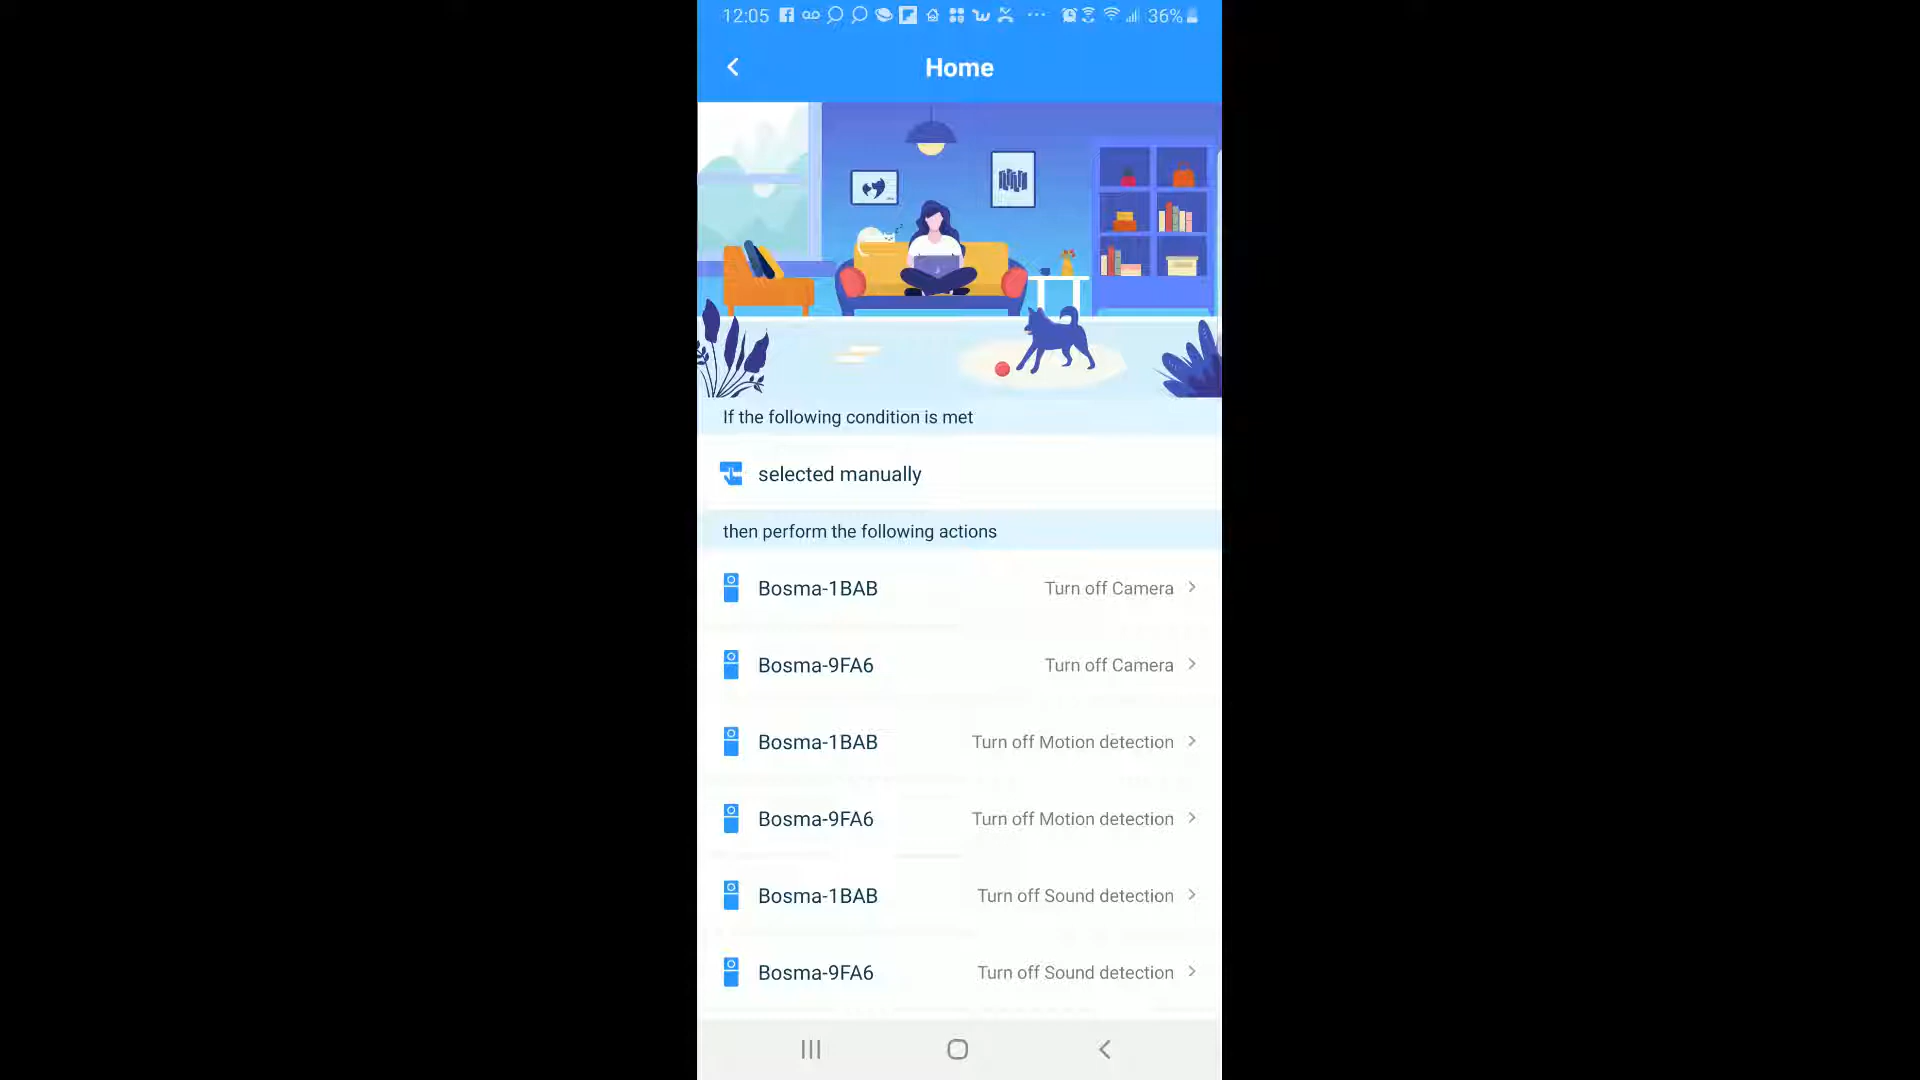 12:05 36%
Home
If the following condition is met
selected manually
then perform the following actions
Bosma-1BAB Turn off Camera
Bosma-9FA6 Turn off Camera
Bosma-1BAB Turn off Motion detection
Bosma-9FA6 Turn off Motion detection
Bosma-1BAB Turn off Sound detection
Bosma-9FA6 Turn off Sound detection